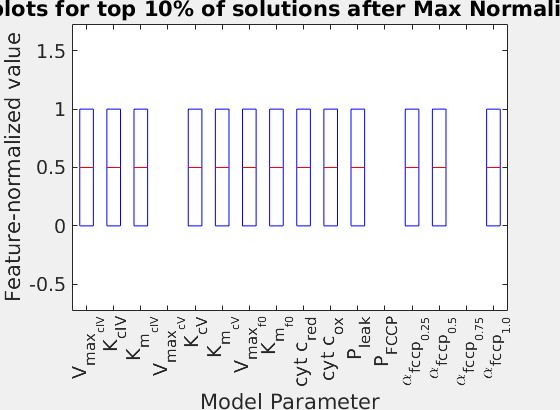 plots for top 10% of solutions after Max Normali
Feature-normalized value
1.5
1
0.5
0
-0.5
V_max_cIV
K_cIV
K_m_cIV
V_max_cV
K_cV
K_m_cV
V_max_f0
K_m_f0
cyt c_red
cyt c_ox
P_leak
P_FCCP
α_fccp_0.25
α_fccp_0.5
α_fccp_0.75
α_fccp_1.0
Model Parameter